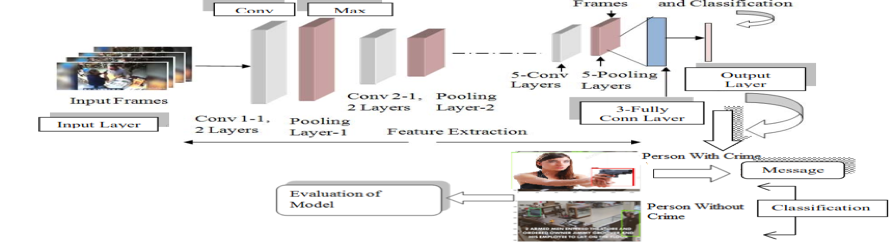 Conv
Max
Frames
and Classification
Input Frames
Input Layer
Conv 1-1,
2 Layers
Pooling
Layer-1
Conv 2-1,
2 Layers
Pooling
Layer-2
5-Conv
Layers
5-Pooling
Layers
Output
Layer
3-Fully
Conn Layer
Feature Extraction
Person With Crime
Message
Evaluation of
Model
Person Without
Crime
Classification